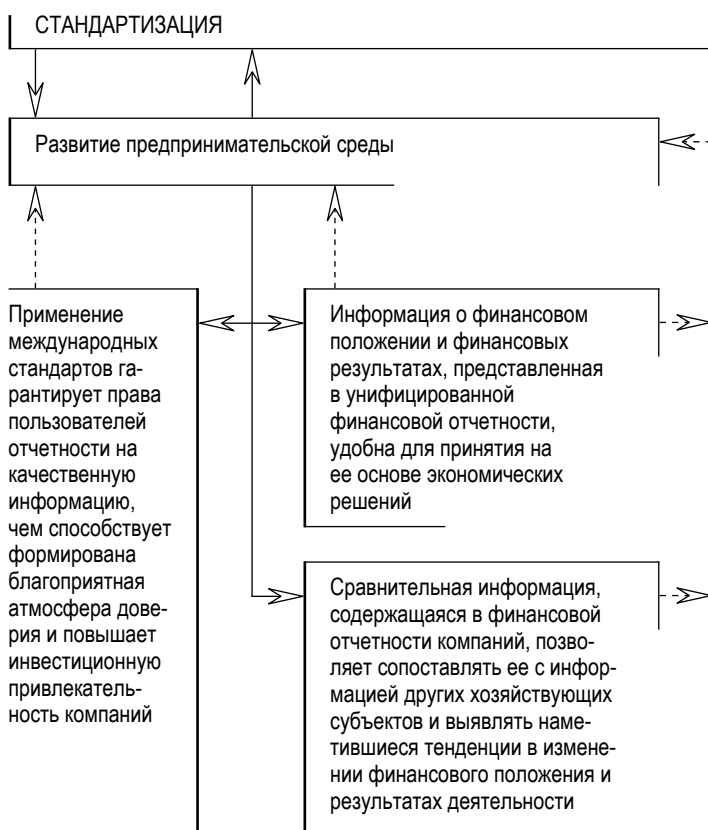 СТАНДАРТИЗАЦИЯ
Развитие предпринимательской среды
Применение
международных
стандартов га-
рантирует права
пользователей
отчетности на
качественную
информацию,
чем способствует
формирована
благоприятная
атмосфера дове-
рия и повышает
инвестиционную
привлекатель-
ность компаний
Информация о финансовом
положении и финансовых
результатах, представленная
в унифицированной
финансовой отчетности,
удобна для принятия на
ее основе экономических
решений
Сравнительная информация,
содержащаяся в финансовой
отчетности компаний, позво-
ляет сопоставлять ее с инфор-
мацией других хозяйствующих
субъектов и выявлять наме-
тившиеся тенденции в измене-
нии финансового положения и
результатах деятельности